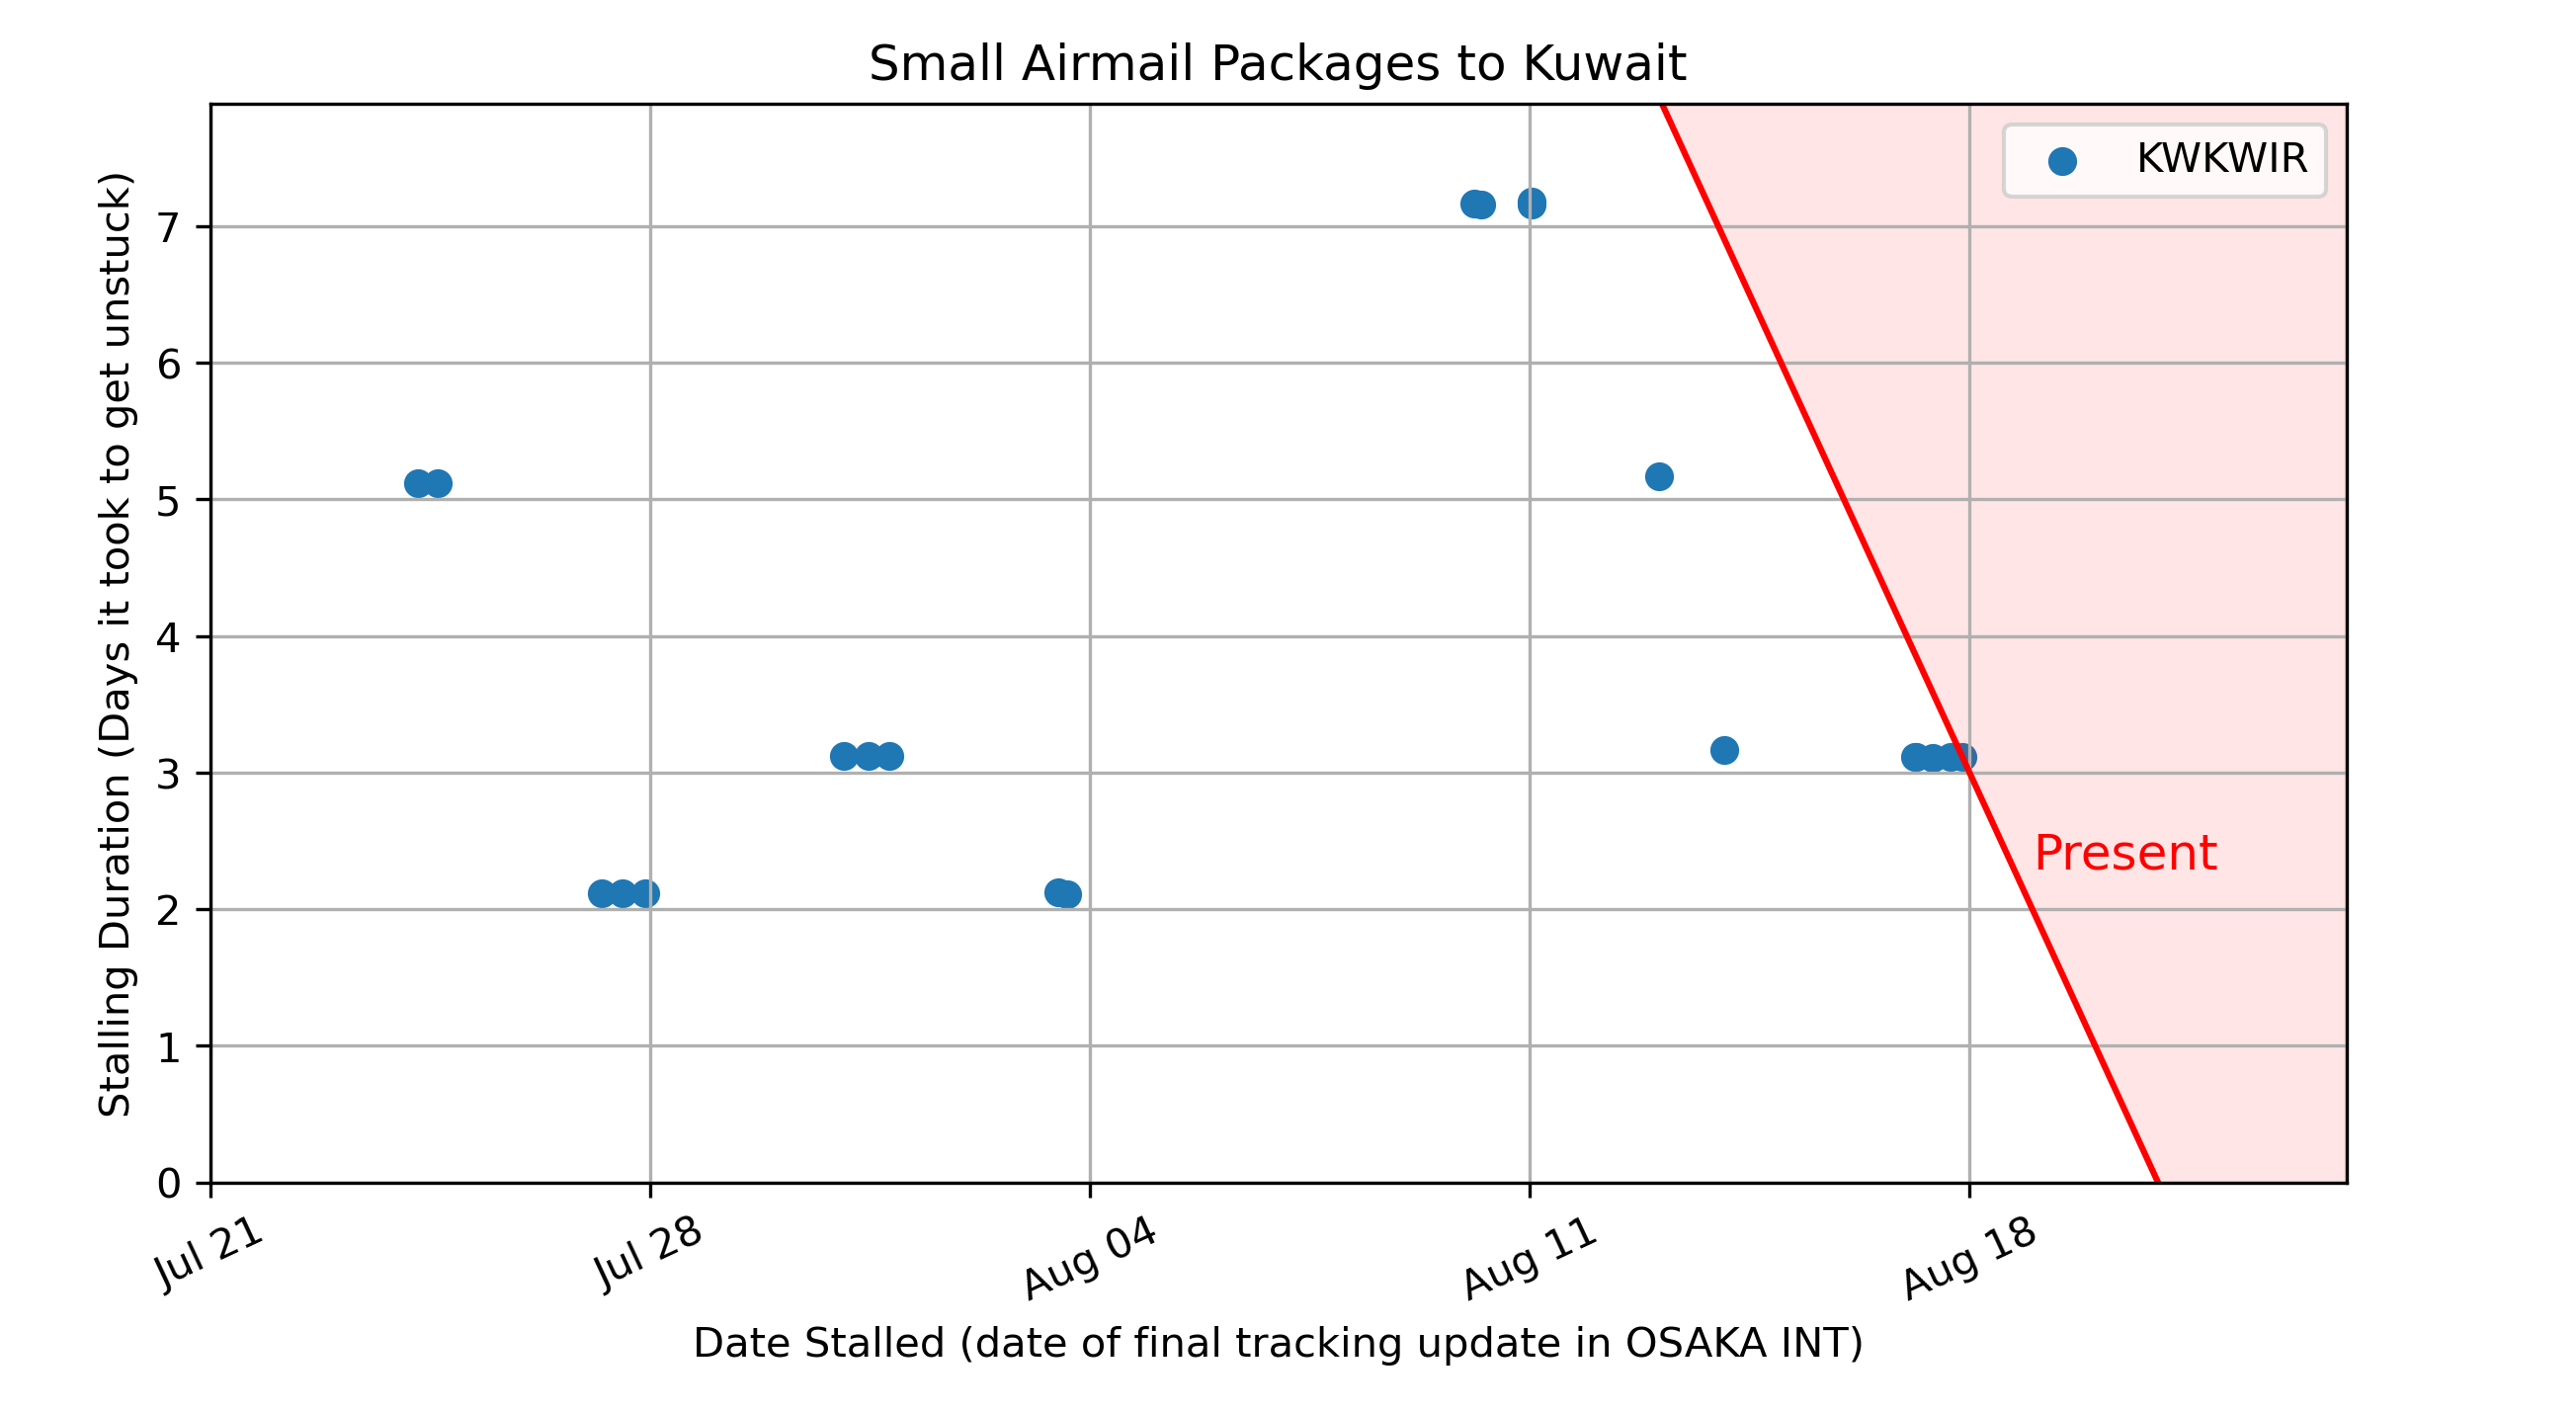 Small Airmail Packages to Kuwait
KWKWIR
Stalling Duration (Days it took to get unstuck)
7
6
5
4
3
2
1
0
Present
Jul 21
Jul 28
Aug 04
Aug 11
Aug 18
Date Stalled (date of final tracking update in OSAKA INT)